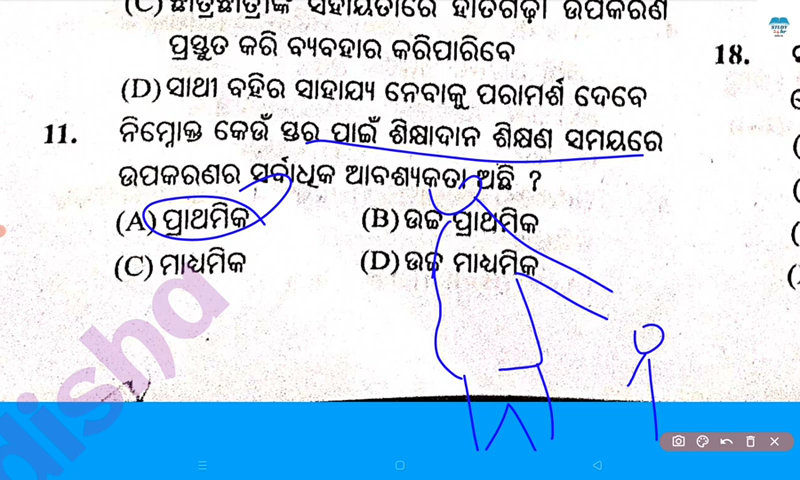 (C) ଛାତ୍ରଛାତ୍ରୀଙ୍କ ସହାୟତାରେ ହାତଗଢ଼ା ଉପକରଣ
ପ୍ରସ୍ତୁତ କରି ବ୍ୟବହାର କରିପାରିବେ
(D) ସାଥୀ ବହିର ସାହାଯ୍ୟ ନେବାକୁ ପରାମର୍ଶ ଦେବେ
11. ନିମ୍ନୋକ୍ତ କେଉଁ ସ୍ତର ପାଇଁ ଶିକ୍ଷାଦାନ ଶିକ୍ଷଣ ସମୟରେ
ଉପକରଣର ସର୍ବାଧିକ ଆବଶ୍ୟକତା ଅଛି ?
(A) ପ୍ରାଥମିକ (B) ଉଚ୍ଚ ପ୍ରାଥମିକ
(C) ମାଧ୍ୟମିକ (D) ଉଚ୍ଚ ମାଧ୍ୟମିକ
18.
disha